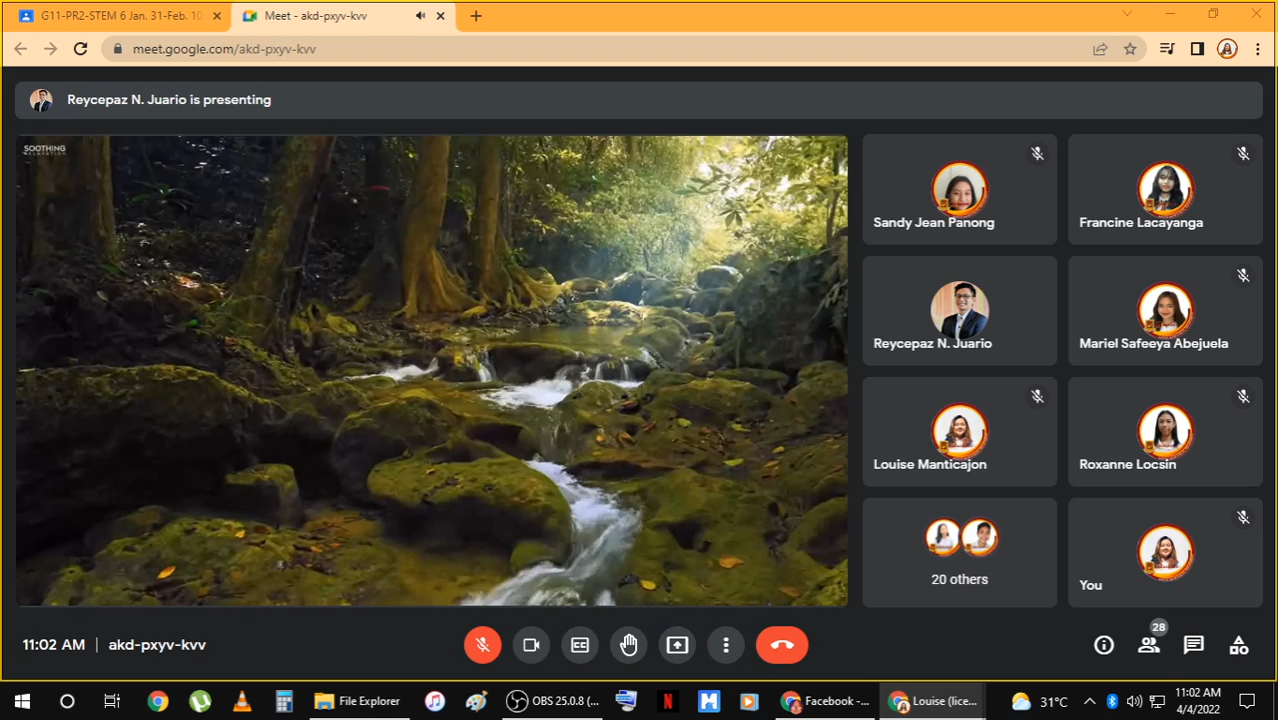 G11-PR2-STEM 6 Jan. 31-Feb. 10
Meet - akd-pxyv-kvv
meet.google.com/akd-pxyv-kvv
Reycepaz N. Juario is presenting
SOOTHING
RELAXATION
Sandy Jean Panong
Francine Lacayanga
Reycepaz N. Juario
Mariel Safeeya Abejuela
Louise Manticajon
Roxanne Locsin
20 others
You
11:02 AM | akd-pxyv-kvv
CC
28
File Explorer
OBS 25.0.8 (...
N
M
Facebook -...
Louise (lice...
31°C
11:02 AM
4/4/2022